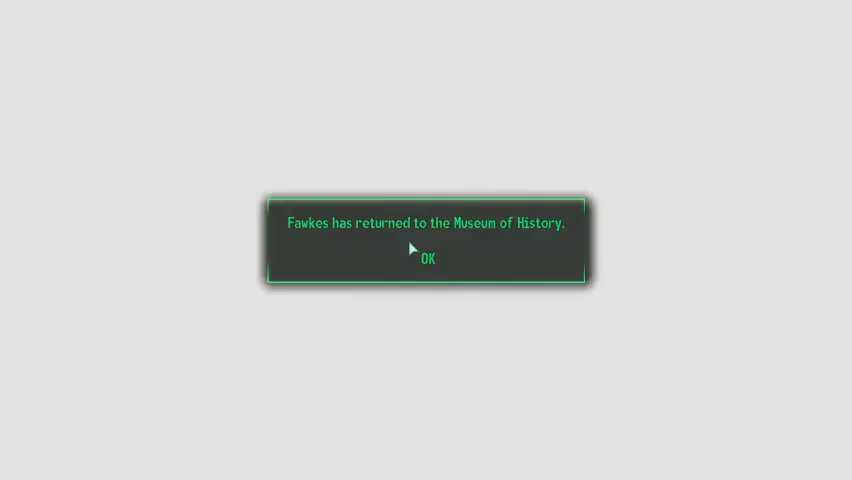 Fawkes has returned to the Museum of History.
OK